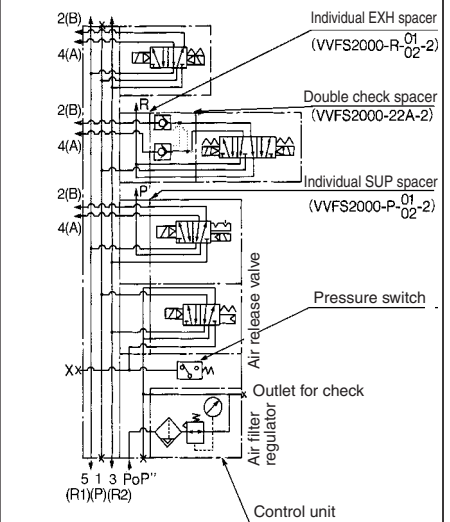 2(B)
4(A)
Individual EXH spacer
(VVFS2000-R-01/02-2)
R
Double check spacer
(VVFS2000-22A-2)
2(B)
4(A)
P
Individual SUP spacer
(VVFS2000-P-01/02-2)
2(B)
4(A)
Air release valve
Pressure switch
X
Outlet for check
Air filter
regulator
5 1 3 PoP"
(R1)(P)(R2)
Control unit